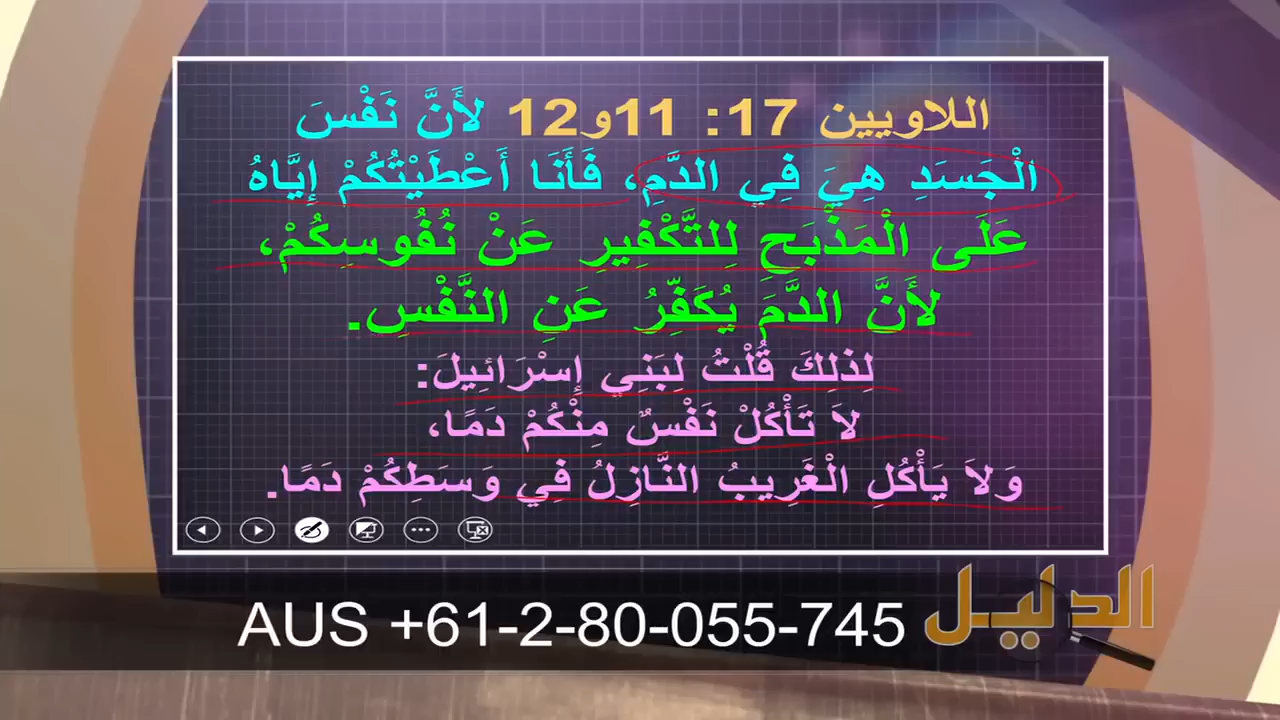 اللاويين 17: 11و12 لأَنَّ نَفْسَ
الْجَسَدِ هِيَ فِي الدَّمِ، فَأَنَا أَعْطَيْتُكُمْ إِيَّاهُ
عَلَى الْمَذْبَحِ لِلتَّكْفِيرِ عَنْ نُفُوسِكُمْ،
لأَنَّ الدَّمَ يُكَفِّرُ عَنِ النَّفْسِ.
لِذلِكَ قُلْتُ لِبَنِي إِسْرَائِيلَ:
لاَ تَأْكُلْ نَفْسٌ مِنْكُمْ دَمًا،
وَلاَ يَأْكُلِ الْغَرِيبُ النَّازِلُ فِي وَسَطِكُمْ دَمًا.
AUS +61-2-80-055-745
الدليل